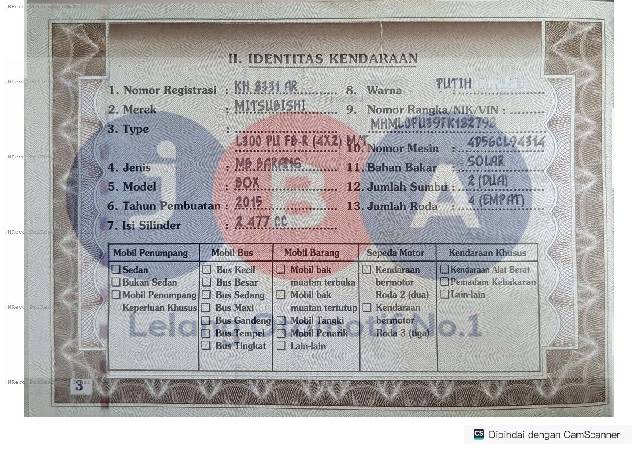 II. IDENTITAS KENDARAAN
1. Nomor Registrasi : KH 8331 AR
2. Merek : MITSUBISHI
3. Type :
L300 PU FB-R (4X2) M/T
4. Jenis : MB. BARANG
5. Model : BOX
6. Tahun Pembuatan : 2015
7. Isi Silinder : 2.477 CC
8. Warna : PUTIH
9. Nomor Rangka/NIK/VIN :
MHML0PU39FK182798
10. Nomor Mesin : 4D56CL94314
11. Bahan Bakar : SOLAR
12. Jumlah Sumbu : 2 (DUA)
13. Jumlah Roda : 4 (EMPAT)
Mobil Penumpang
Sedan
Bukan Sedan
Mobil Penumpang
Keperluan Khusus
Mobil Bus
Bus Kecil
Bus Besar
Bus Sedang
Bus Maxi
Bus Gandeng
Bus Tempel
Bus Tingkat
Mobil Barang
Mobil bak
muatan terbuka
Mobil bak
muatan tertutup
Mobil Tangki
Mobil Penarik
Lain-lain
Sepeda Motor
Kendaraan
bermotor
Roda 2 (dua)
Kendaraan
bermotor
Roda 3 (tiga)
Kendaraan Khusus
Kendaraan Alat Berat
Pemadam Kebakaran
Lain-lain
JBA
Lelang Otomotif No.1
3
CS Dipindai dengan CamScanner